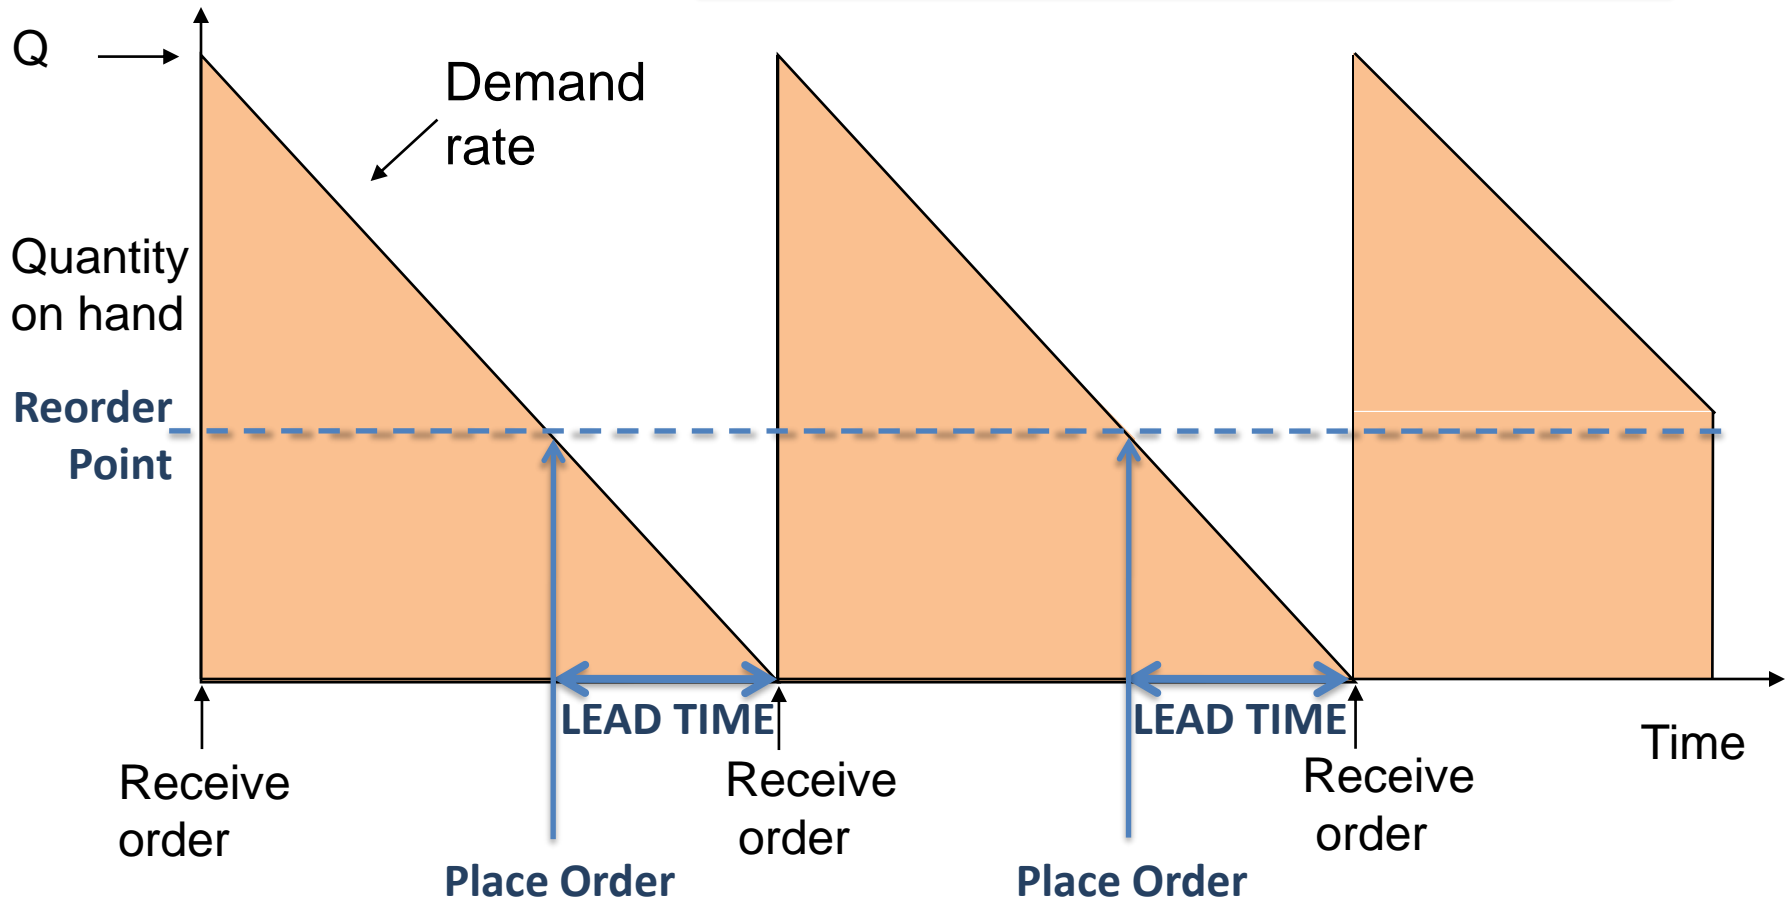 Q
Demand
rate
Quantity
on hand
Reorder
Point
LEAD TIME
LEAD TIME
Time
Receive
order
Receive
order
Receive
order
Place Order
Place Order